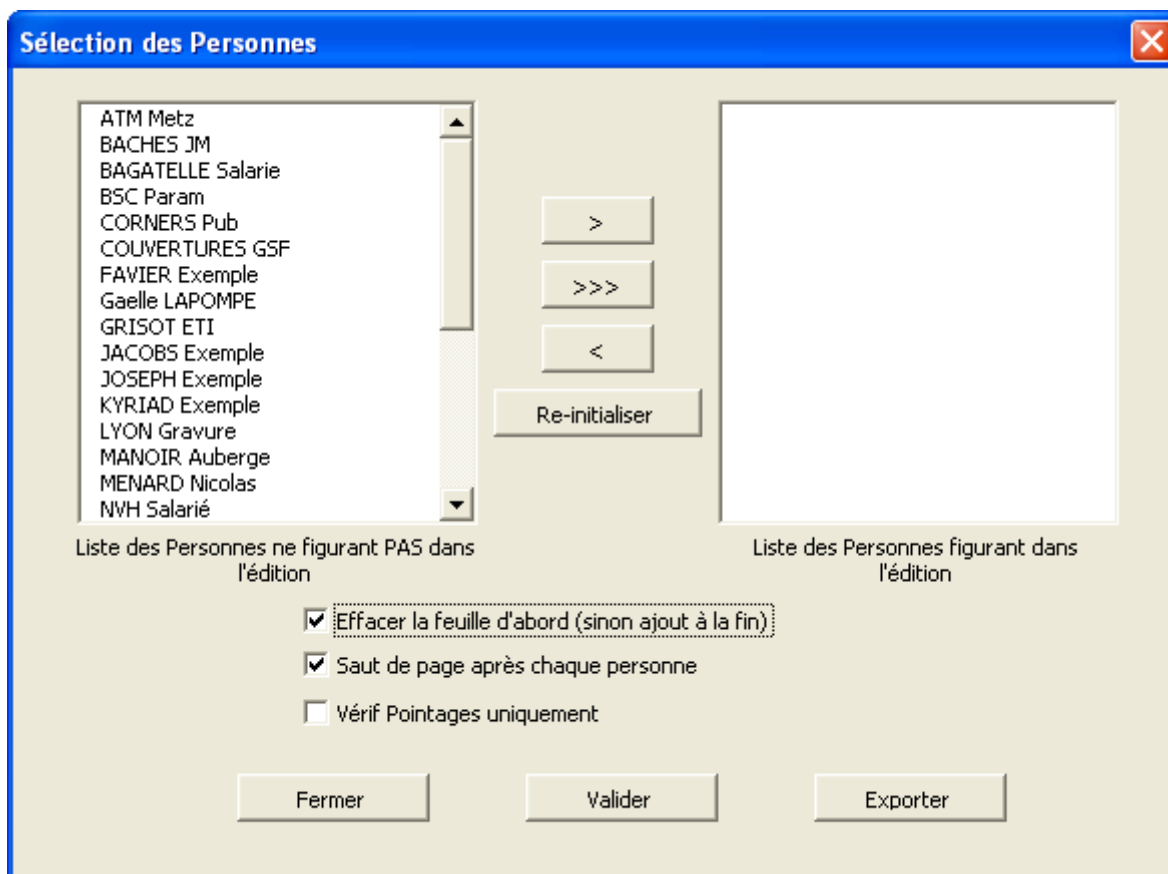 Sélection des Personnes
ATM Metz
BACHES JM
BAGATELLE Salarie
BSC Param
CORNERS Pub
COUVERTURES GSF
FAVIER Exemple
Gaelle LAPOMPE
GRISOT ETI
JACOBS Exemple
JOSEPH Exemple
KYRIAD Exemple
LYON Gravure
MANOIR Auberge
MENARD Nicolas
NVH Salarié
>
>>>
<
Re-initialiser
Liste des Personnes ne figurant PAS dans
l'édition
Liste des Personnes figurant dans
l'édition
Effacer la feuille d'abord (sinon ajout à la fin)
Saut de page après chaque personne
Vérif Pointages uniquement
Fermer
Valider
Exporter